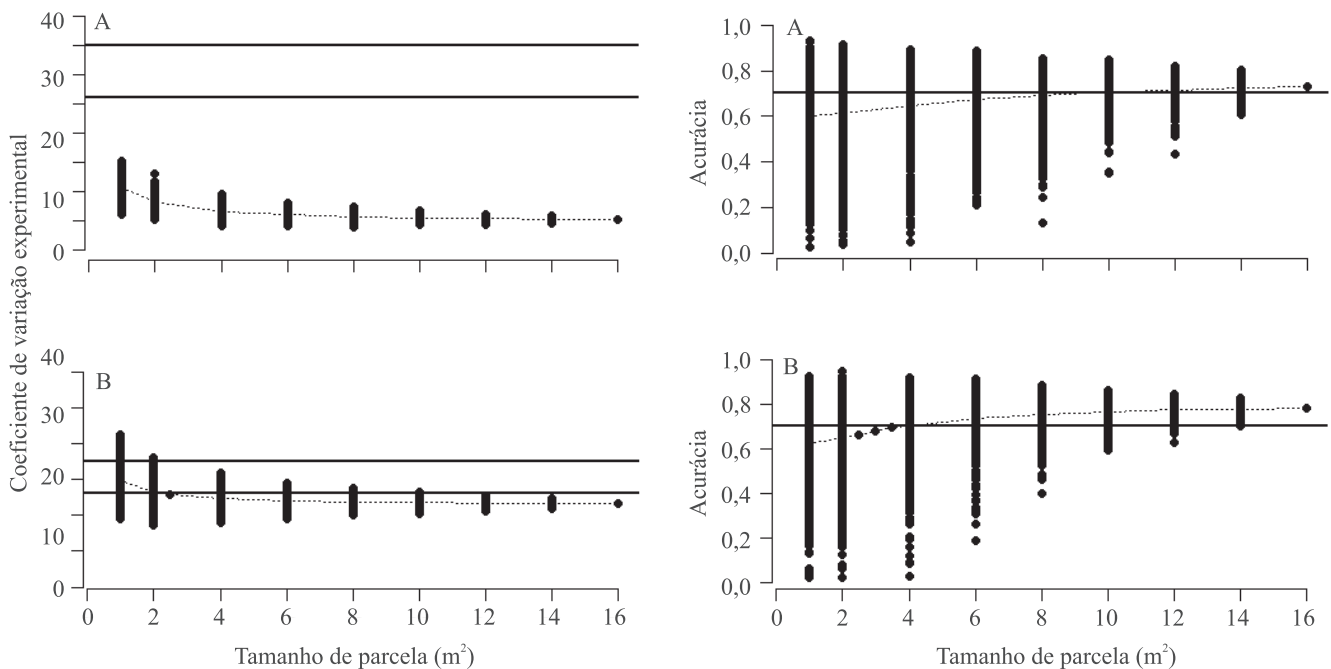 Coeficiente de variação experimental
A
40
30
20
10
0
B
40
30
20
10
0
0 2 4 6 8 10 12 14 16
Tamanho de parcela (m²)
Acurácia
A
1,0
0,8
0,6
0,4
0,2
0,0
Acurácia
B
1,0
0,8
0,6
0,4
0,2
0,0
0 2 4 6 8 10 12 14 16
Tamanho de parcela (m²)